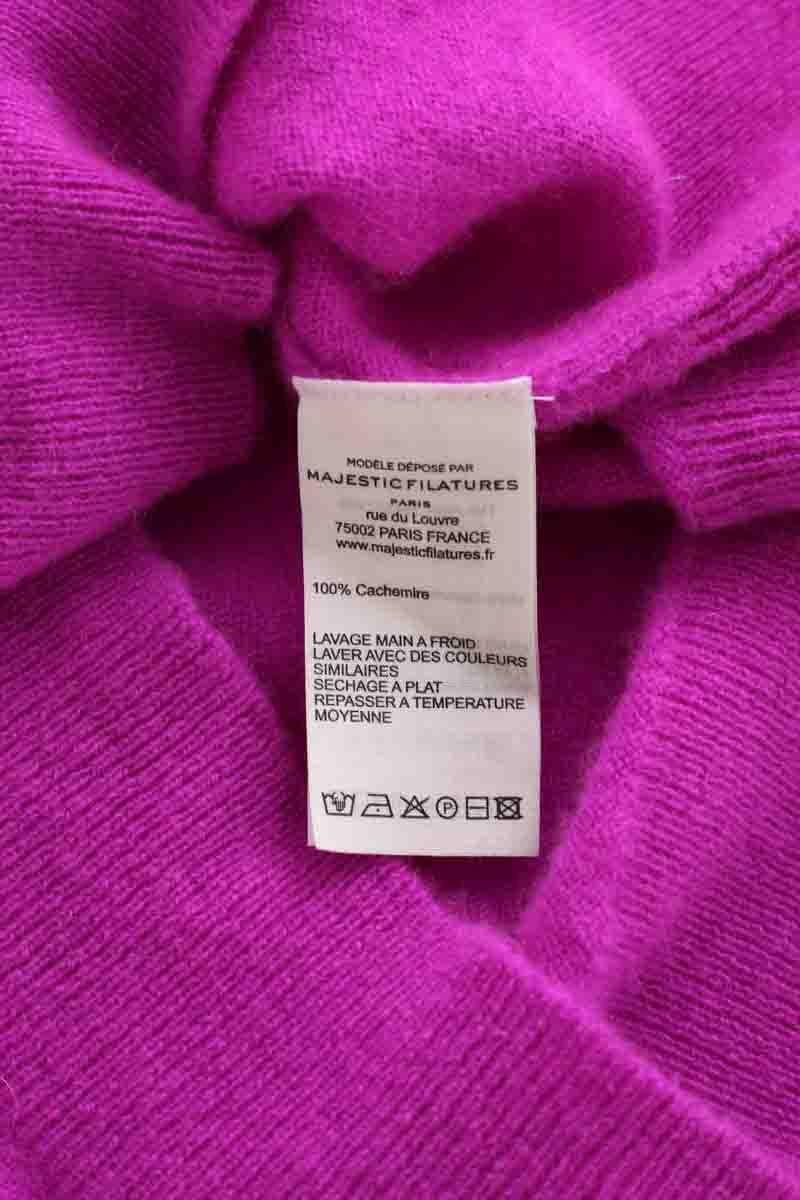 MODÈLE DÉPOSÉ PAR
MAJESTIC FILATURES
PARIS
rue du Louvre
75002 PARIS FRANCE
www.majesticfilatures.fr
100% Cachemire
LAVAGE MAIN A FROID
LAVER AVEC DES COULEURS
SIMILAIRES
SECHAGE A PLAT
REPASSER A TEMPERATURE
MOYENNE
P